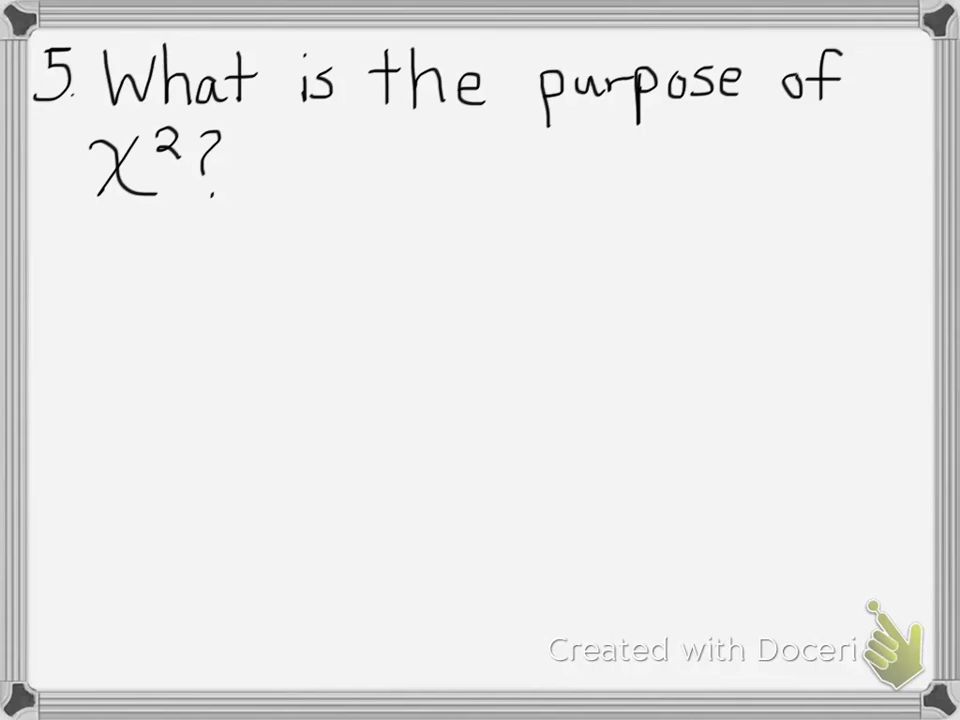 5. What is the purpose of
χ²?
Created with Doceri